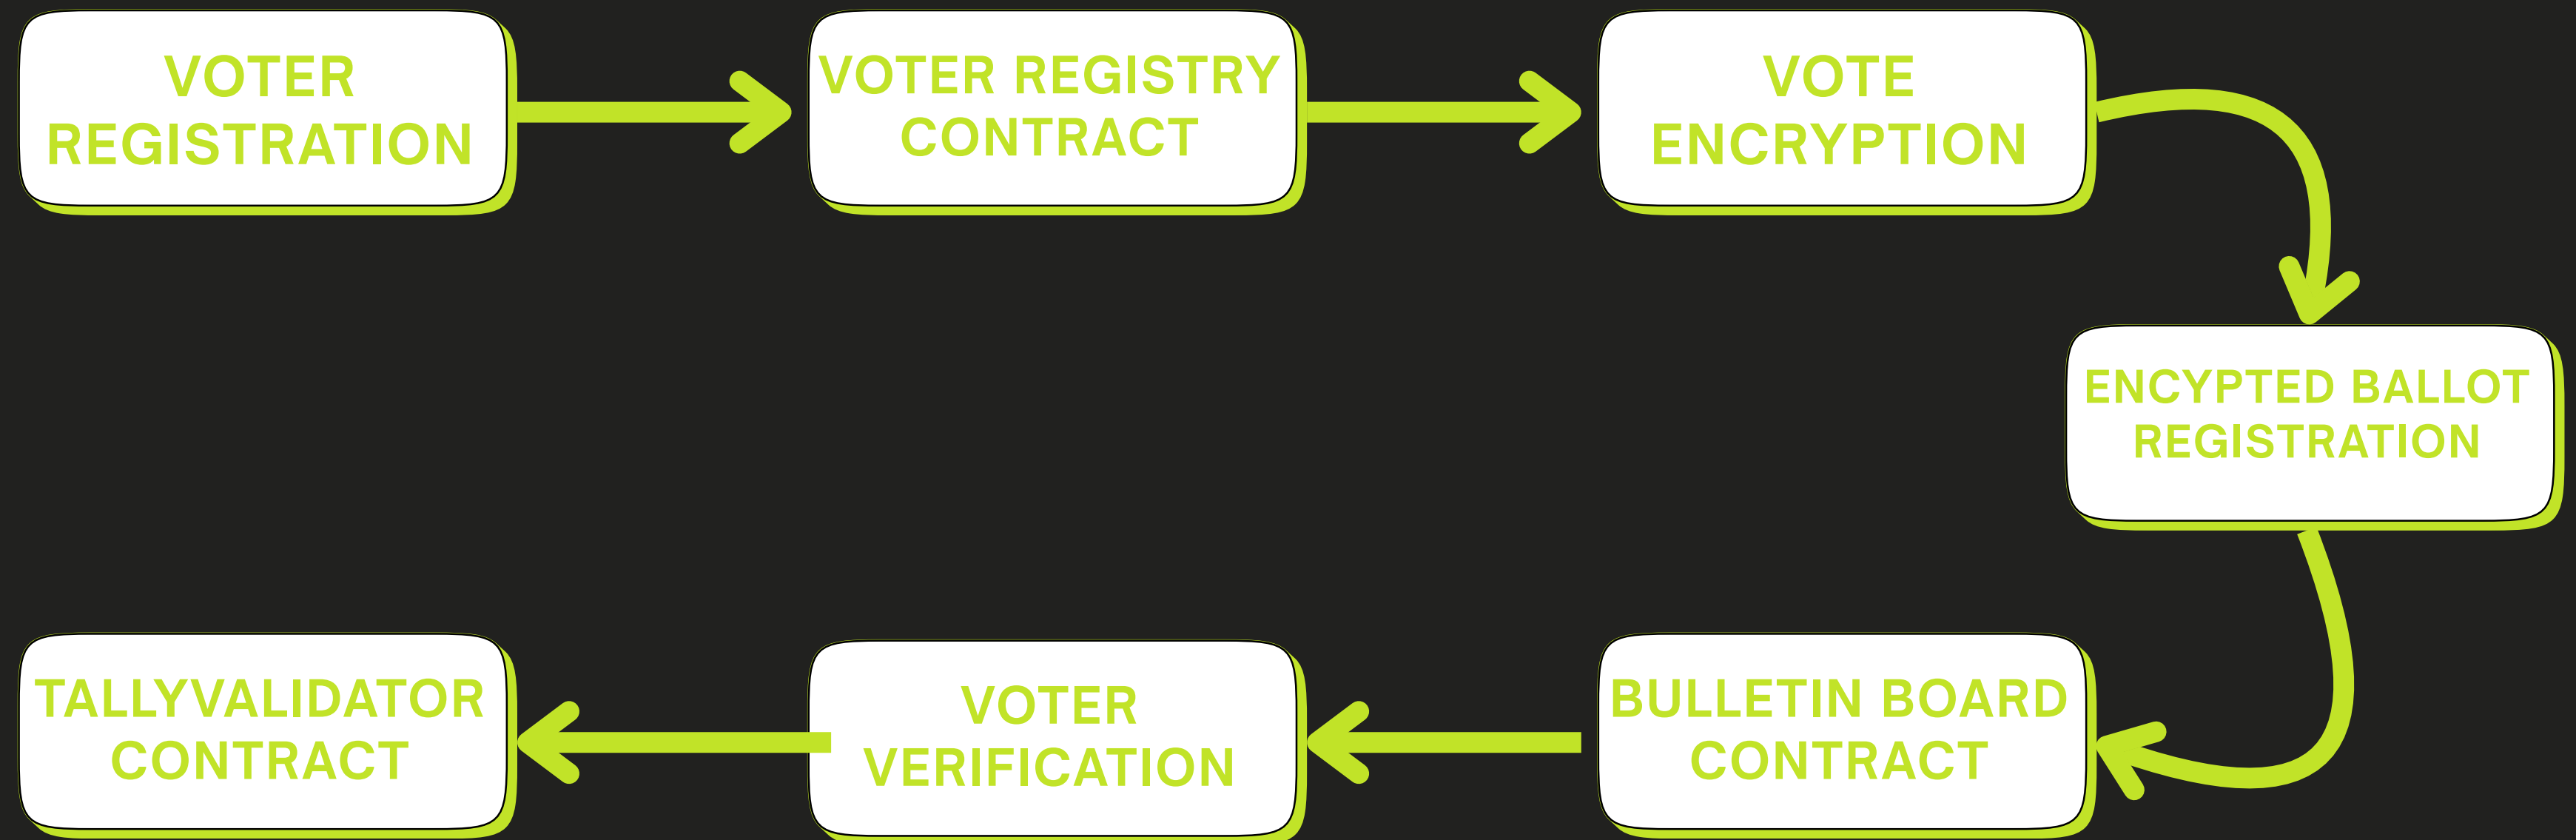 VOTER
REGISTRATION
VOTER REGISTRY
CONTRACT
VOTE
ENCRYPTION
ENCYPTED BALLOT
REGISTRATION
BULLETIN BOARD
CONTRACT
VOTER
VERIFICATION
TALLYVALIDATOR
CONTRACT